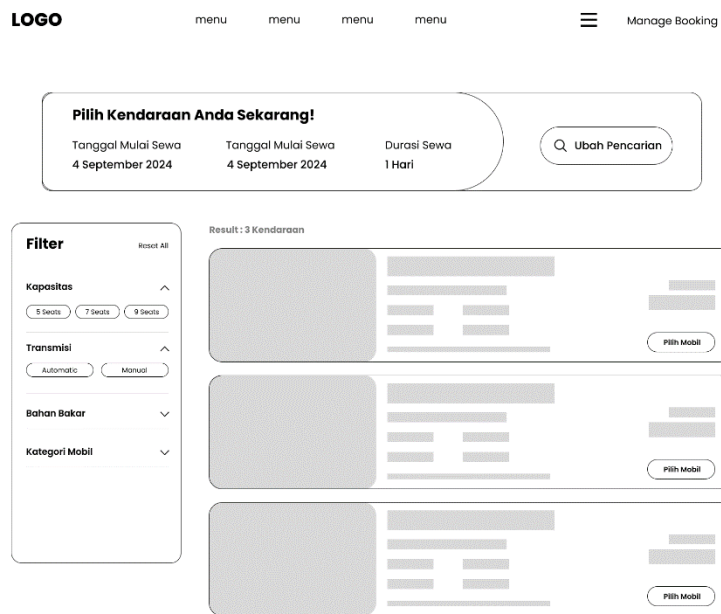 LOGO menu menu menu menu Manage Booking
Pilih Kendaraan Anda Sekarang!
Tanggal Mulai Sewa Tanggal Mulai Sewa Durasi Sewa
4 September 2024 4 September 2024 1 Hari
Ubah Pencarian
Filter Reset All
Kapasitas
5 Seats 7 Seats 9 Seats
Transmisi
Automatic Manual
Bahan Bakar
Kategori Mobil
Result : 3 Kendaraan
Pilih Mobil
Pilih Mobil
Pilih Mobil